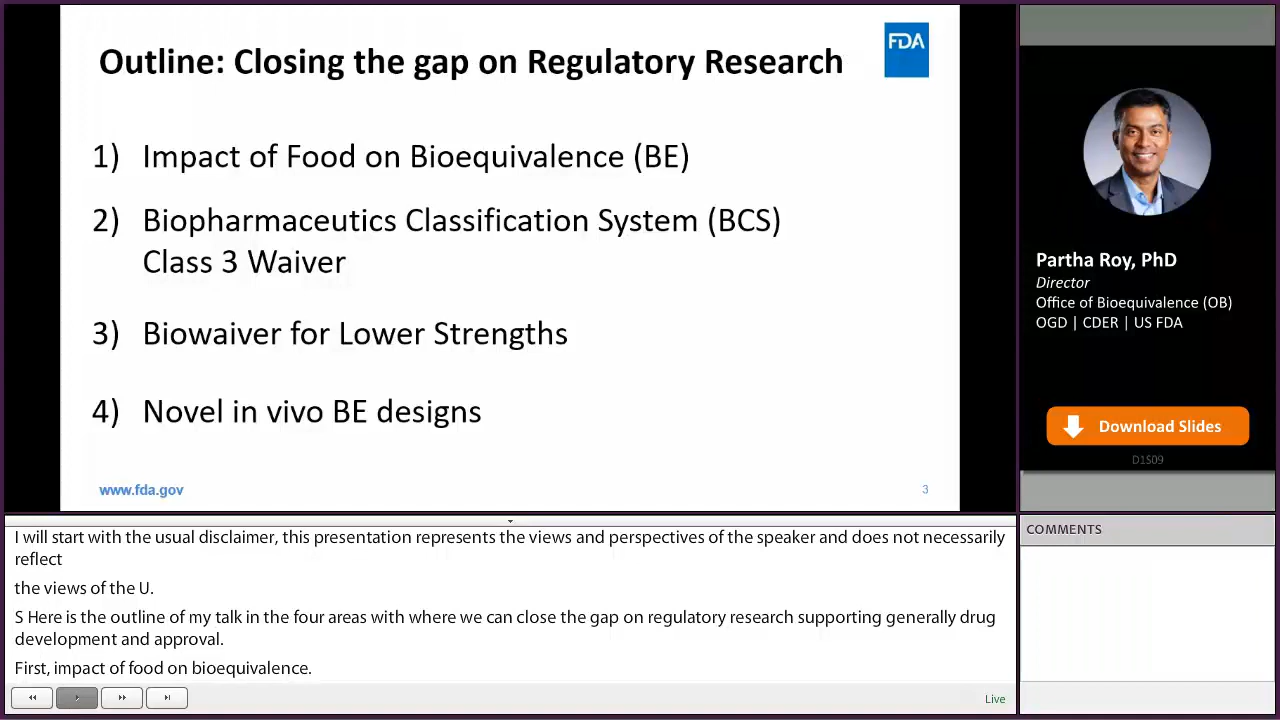 Outline: Closing the gap on Regulatory Research
FDA
1) Impact of Food on Bioequivalence (BE)
2) Biopharmaceutics Classification System (BCS)
Class 3 Waiver
3) Biowaiver for Lower Strengths
4) Novel in vivo BE designs
www.fda.gov
3
Partha Roy, PhD
Director
Office of Bioequivalence (OB)
OGD | CDER | US FDA
Download Slides
D1S09
I will start with the usual disclaimer, this presentation represents the views and perspectives of the speaker and does not necessarily
reflect
the views of the U.
S Here is the outline of my talk in the four areas with where we can close the gap on regulatory research supporting generally drug
development and approval.
First, impact of food on bioequivalence.
Live
COMMENTS